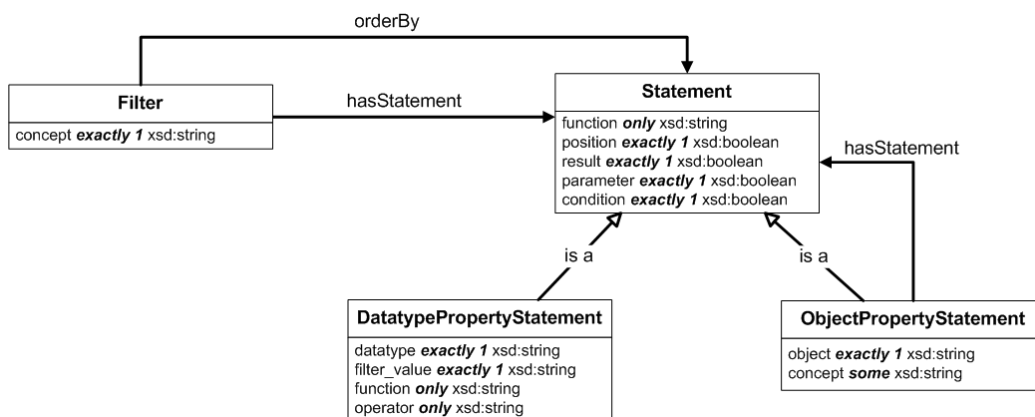 orderBy
Filter
concept exactly 1 xsd:string
hasStatement
Statement
function only xsd:string
position exactly 1 xsd:boolean
result exactly 1 xsd:boolean
parameter exactly 1 xsd:boolean
condition exactly 1 xsd:boolean
hasStatement
is a
is a
DatatypePropertyStatement
datatype exactly 1 xsd:string
filter_value exactly 1 xsd:string
function only xsd:string
operator only xsd:string
ObjectPropertyStatement
object exactly 1 xsd:string
concept some xsd:string